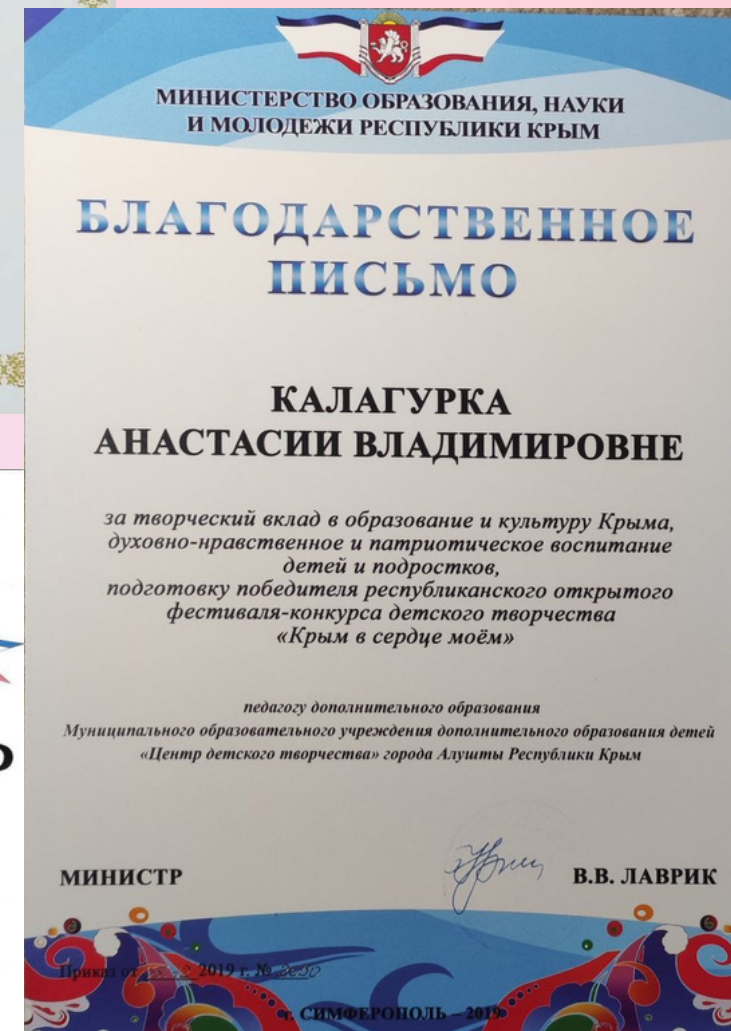 МИНИСТЕРСТВО ОБРАЗОВАНИЯ, НАУКИ
И МОЛОДЕЖИ РЕСПУБЛИКИ КРЫМ
БЛАГОДАРСТВЕННОЕ
ПИСЬМО
КАЛАГУРКА
АНАСТАСИИ ВЛАДИМИРОВНЕ
за творческий вклад в образование и культуру Крыма,
духовно-нравственное и патриотическое воспитание
детей и подростков,
подготовку победителя республиканского открытого
фестиваля-конкурса детского творчества
«Крым в сердце моём»
педагогу дополнительного образования
Муниципального образовательного учреждения дополнительного образования детей
«Центр детского творчества» города Алушты Республики Крым
МИНИСТР
В.В. ЛАВРИК
Приказ от 2019 г. №
г. СИМФЕРОПОЛЬ – 2019